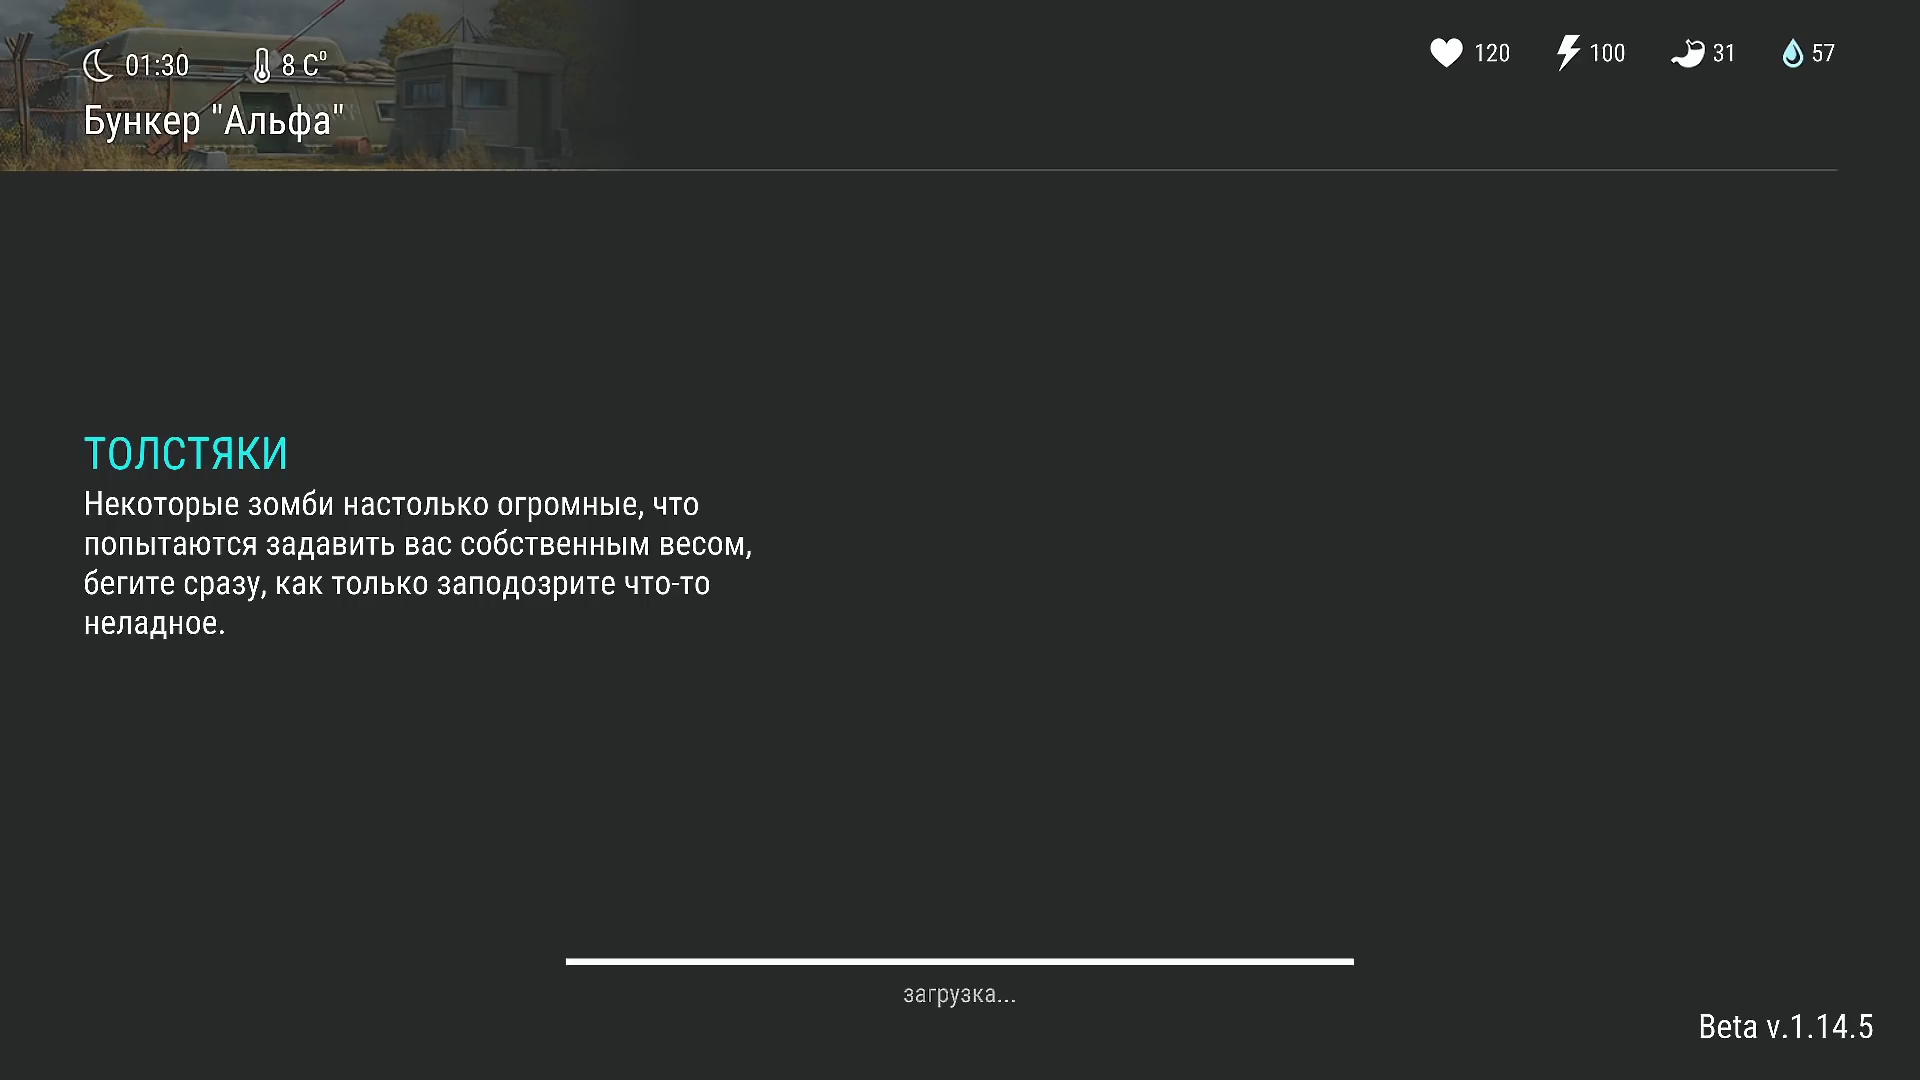 01:30 8 C⁰
120 100 31 57
Бункер "Альфа"
ТОЛСТЯКИ
Некоторые зомби настолько огромные, что
попытаются задавить вас собственным весом,
бегите сразу, как только заподозрите что-то
неладное.
загрузка...
Beta v.1.14.5